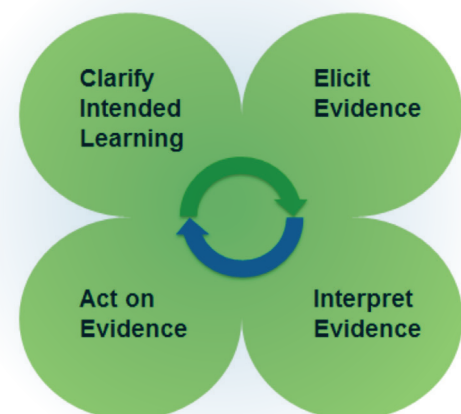 Clarify
Intended
Learning
Elicit
Evidence
Act on
Evidence
Interpret
Evidence